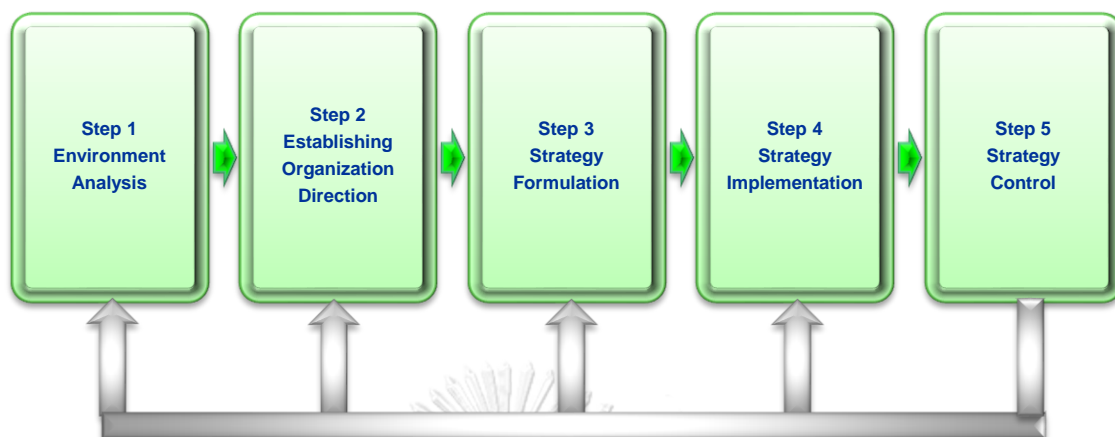 Step 1
Environment
Analysis
Step 2
Establishing
Organization
Direction
Step 3
Strategy
Formulation
Step 4
Strategy
Implementation
Step 5
Strategy
Control